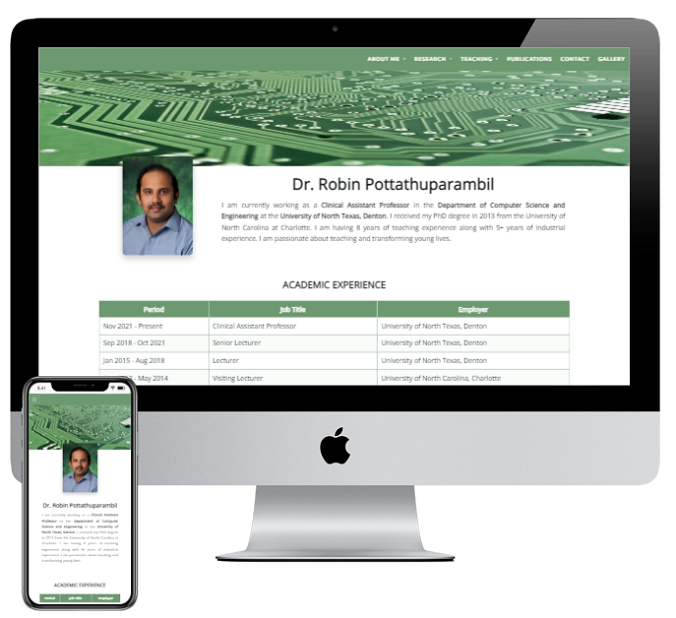 ABOUT ME RESEARCH TEACHING PUBLICATIONS CONTACT GALLERY
Dr. Robin Pottathuparambil
I am currently working as a Clinical Assistant Professor in the Department of Computer Science and
Engineering at the University of North Texas, Denton. I received my PhD degree in 2013 from the University of
North Carolina at Charlotte. I am having 8 years of teaching experience along with 5+ years of industrial
experience. I am passionate about teaching and transforming young lives.
ACADEMIC EXPERIENCE
Period Job Title Employer
Nov 2021 - Present Clinical Assistant Professor University of North Texas, Denton
Sep 2018 - Oct 2021 Senior Lecturer University of North Texas, Denton
Jan 2015 - Aug 2018 Lecturer University of North Texas, Denton
- May 2014 Visiting Lecturer University of North Carolina, Charlotte
9:41
Dr. Robin Pottathuparambil
I am currently working as a Clinical Assistant
Professor in the Department of Computer
Science and Engineering at the University of
North Texas, Denton. I received my PhD degree
in 2013 from the University of North Carolina at
Charlotte. I am having 8 years of teaching
experience along with 5+ years of industrial
experience. I am passionate about teaching and
transforming young lives.
ACADEMIC EXPERIENCE
Period Job Title Employer